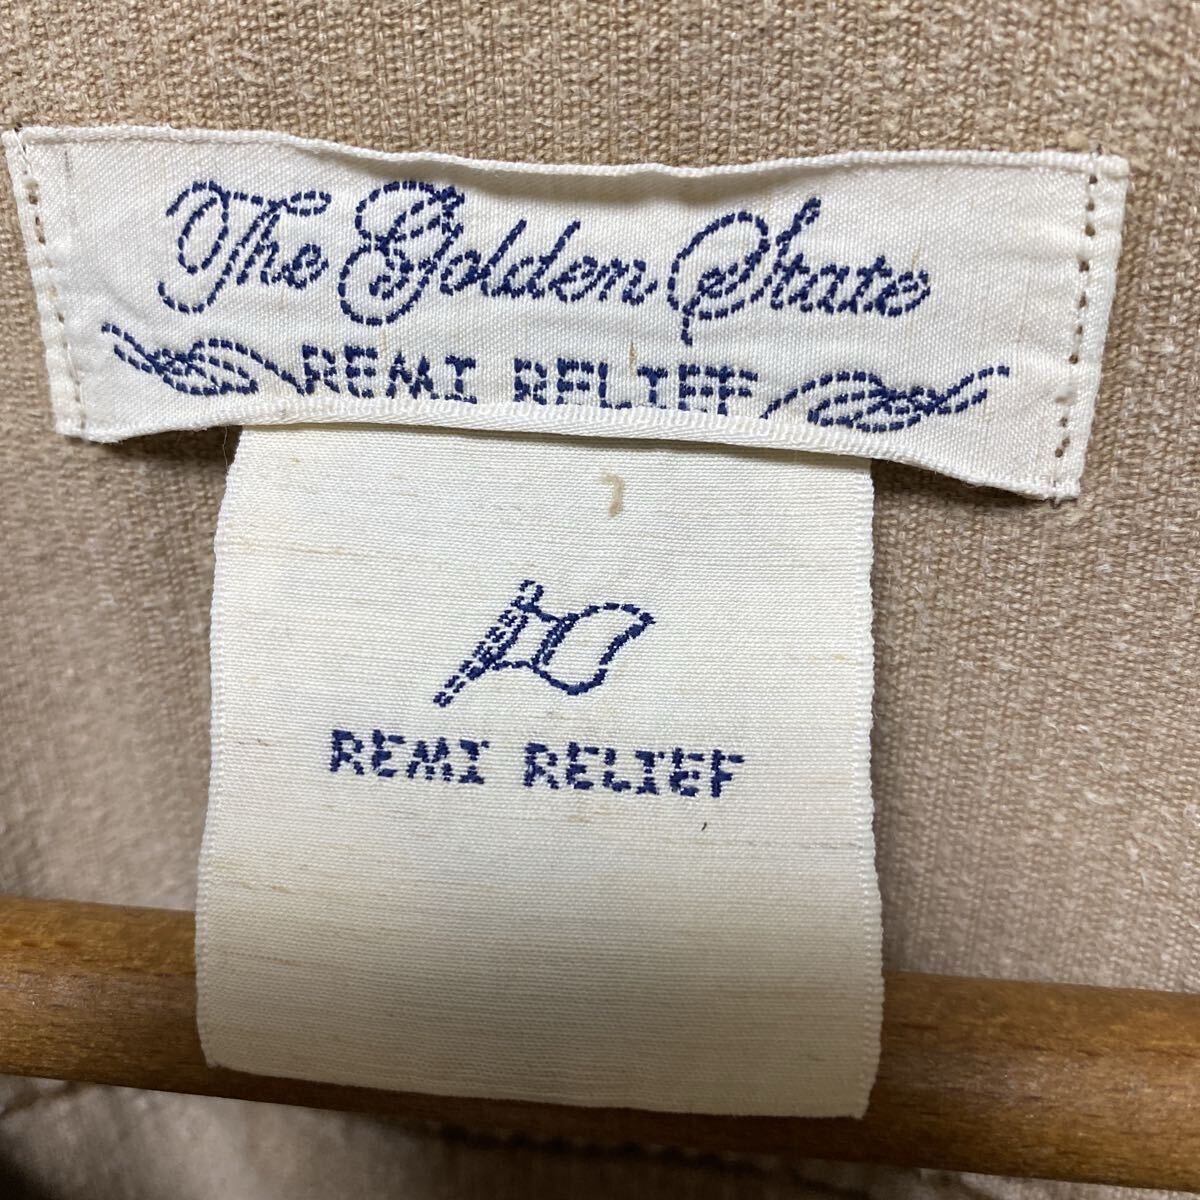 The Golden State
REMI RELIEF
REMI RELIEF